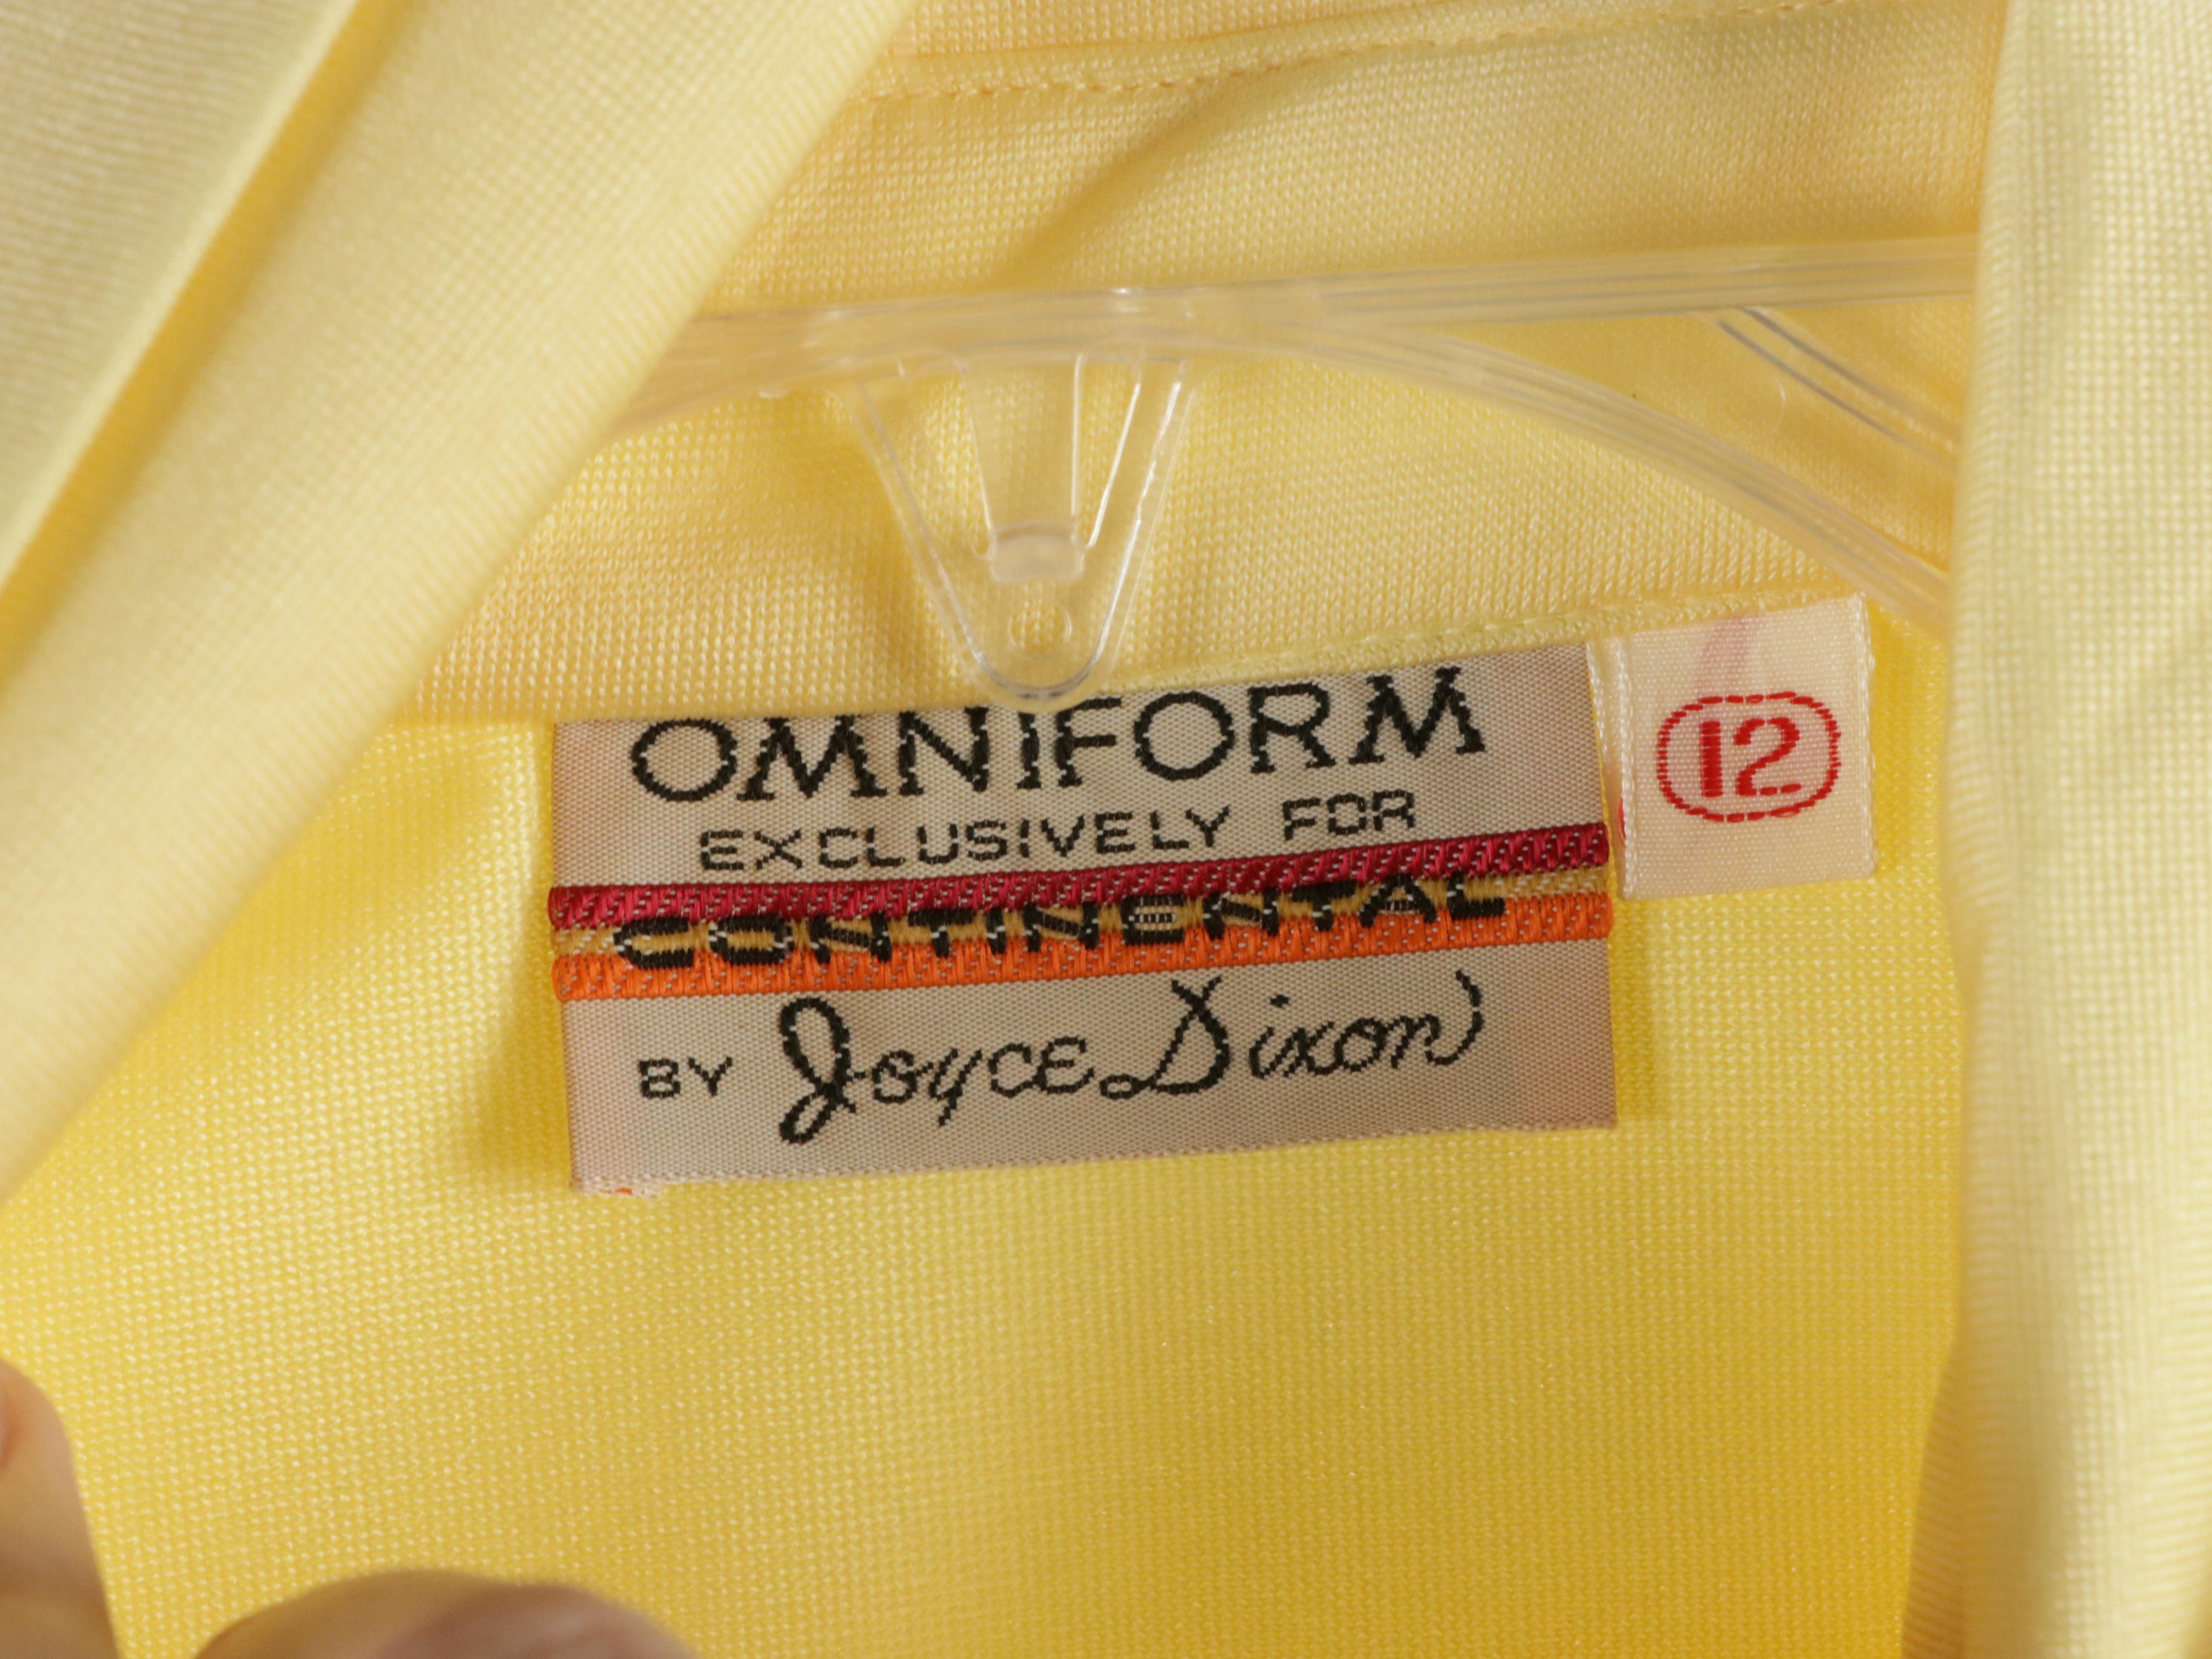 OMNIFORM
EXCLUSIVELY FOR
CONTINENTAL
BY Joyce Dixon
12